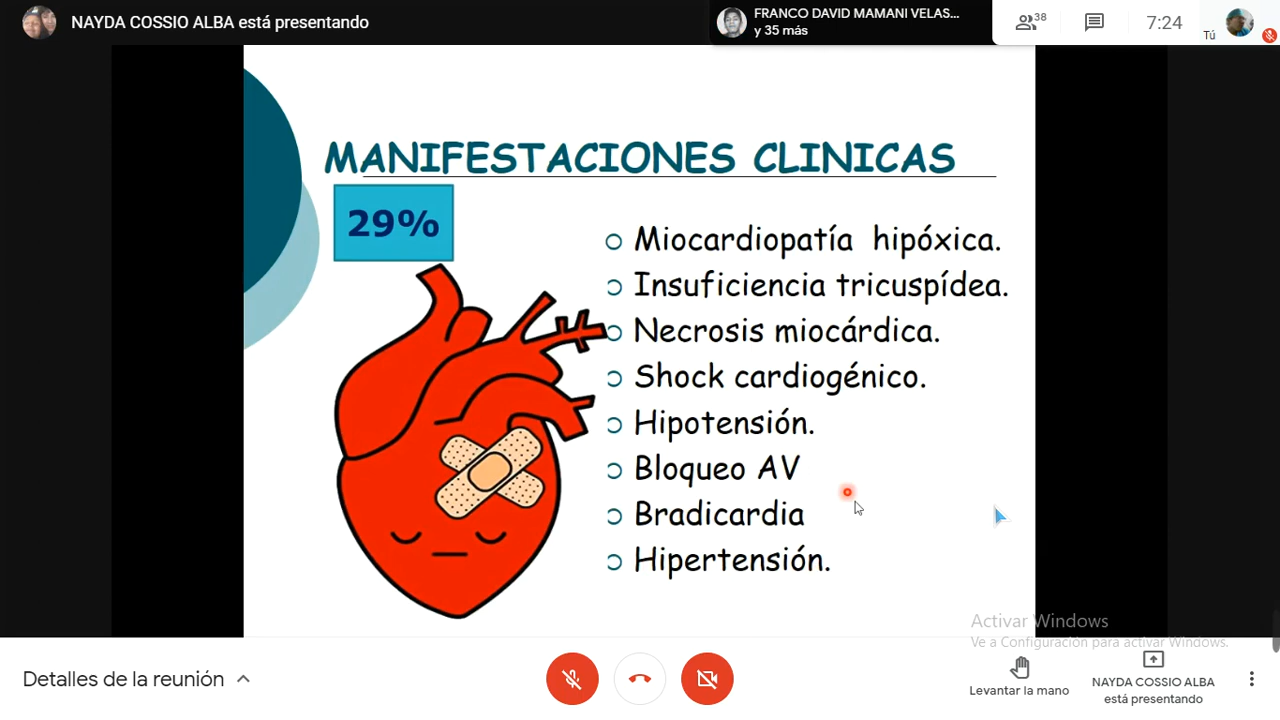 NAYDA COSSIO ALBA está presentando
FRANCO DAVID MAMANI VELAS...
y 35 más
38
7:24
Tú
MANIFESTACIONES CLINICAS
29%
Miocardiopatía hipóxica.
Insuficiencia tricuspídea.
Necrosis miocárdica.
Shock cardiogénico.
Hipotensión.
Bloqueo AV
Bradicardia
Hipertensión.
Activar Windows
Ve a Configuración para activar Windows.
Detalles de la reunión
Levantar la mano
NAYDA COSSIO ALBA
está presentando